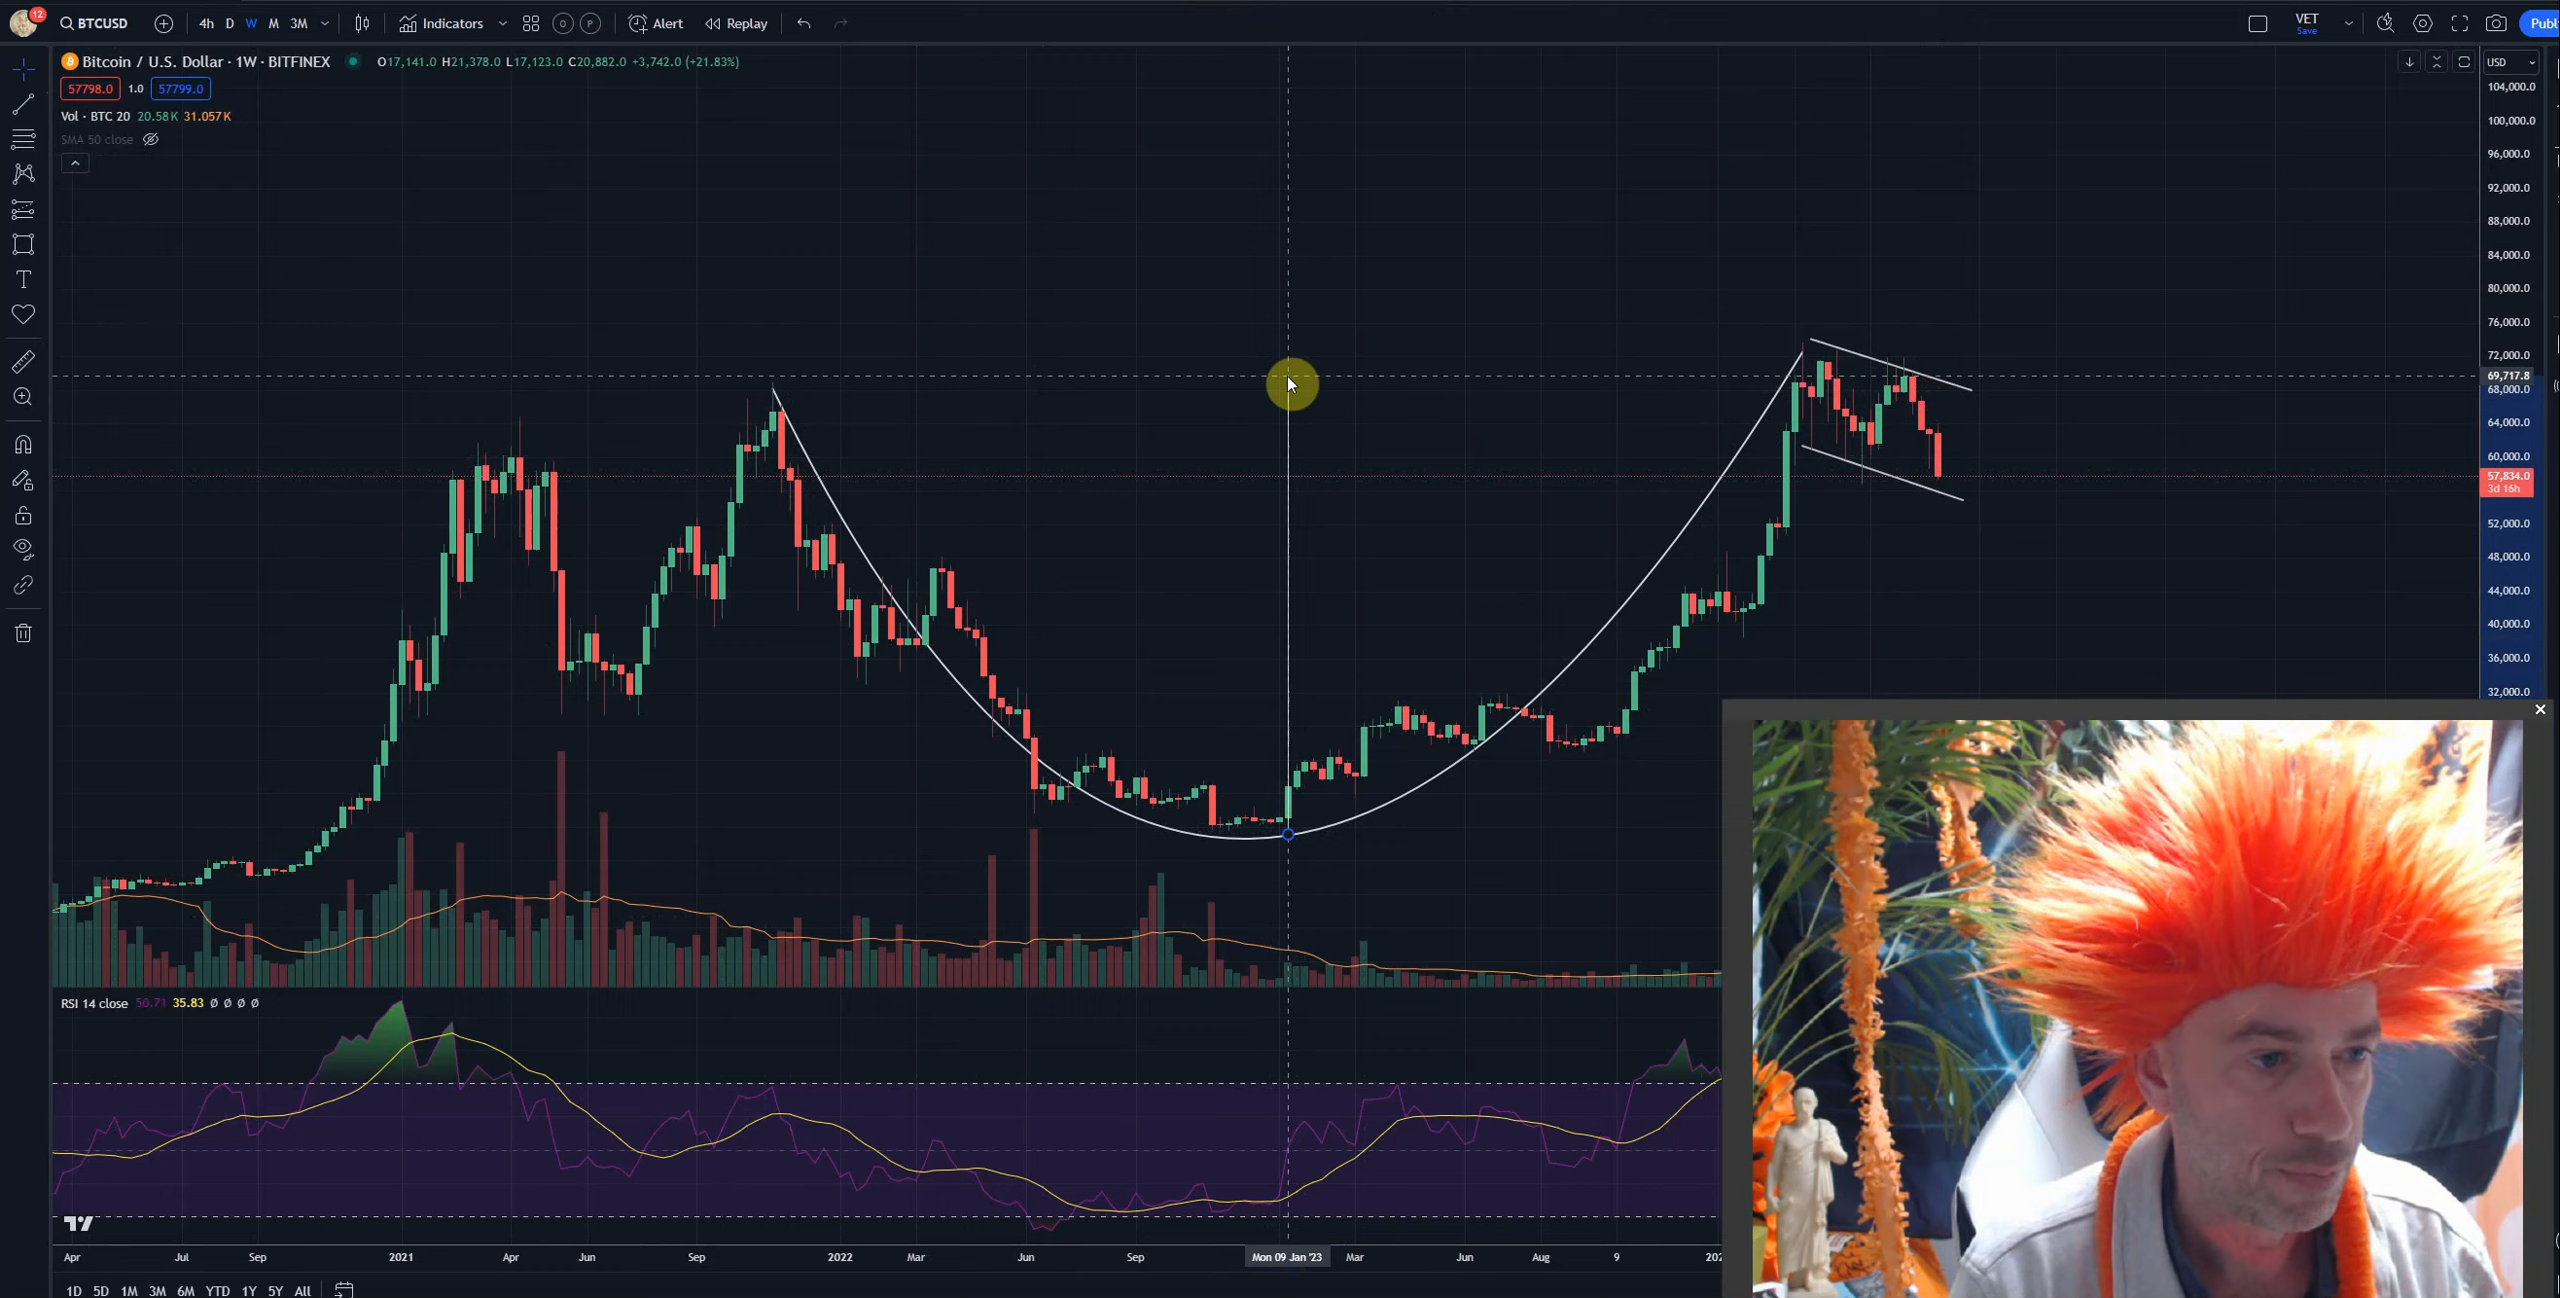 12
BTCUSD
4h D W M 3M
Indicators
O P
Alert
Replay
VET
Save
Publ
Bitcoin / U.S. Dollar · 1W · BITFINEX
O17,141.0 H21,378.0 L17,123.0 C20,882.0 +3,742.0 (+21.83%)
USD
57798.0 1.0 57799.0
Vol · BTC 20 20.58K 31.057K
SMA 50 close
104,000.0
100,000.0
96,000.0
92,000.0
88,000.0
84,000.0
80,000.0
76,000.0
72,000.0
69,717.8
68,000.0
64,000.0
60,000.0
57,834.0
3d 16h
52,000.0
48,000.0
44,000.0
40,000.0
36,000.0
32,000.0
RSI 14 close 50.71 35.83 Ø Ø Ø Ø
Apr Jul Sep 2021 Apr Jun Sep 2022 Mar Jun Sep Mon 09 Jan '23 Mar Jun Aug 9 202
1D 5D 1M 3M 6M YTD 1Y 5Y All